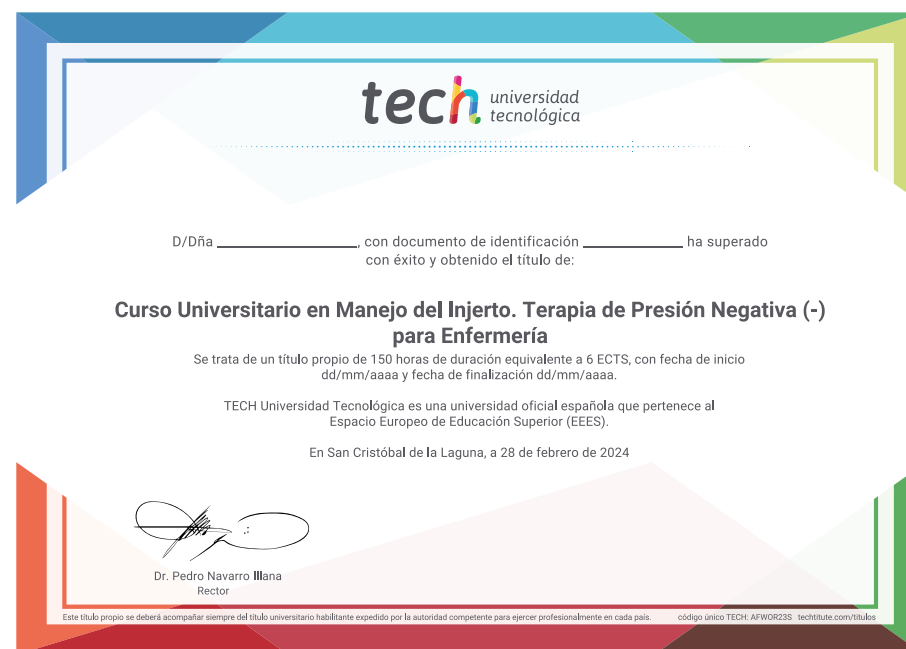 tech universidad
tecnológica
D/Dña ____________________, con documento de identificación ______________ ha superado
con éxito y obtenido el título de:
Curso Universitario en Manejo del Injerto. Terapia de Presión Negativa (-)
para Enfermería
Se trata de un título propio de 150 horas de duración equivalente a 6 ECTS, con fecha de inicio
dd/mm/aaaa y fecha de finalización dd/mm/aaaa.
TECH Universidad Tecnológica es una universidad oficial española que pertenece al
Espacio Europeo de Educación Superior (EEES).
En San Cristóbal de la Laguna, a 28 de febrero de 2024
Dr. Pedro Navarro Illana
Rector
Este título propio se deberá acompañar siempre del título universitario habilitante expedido por la autoridad competente para ejercer profesionalmente en cada país. código único TECH: AFWOR23S techtitute.com/titulos